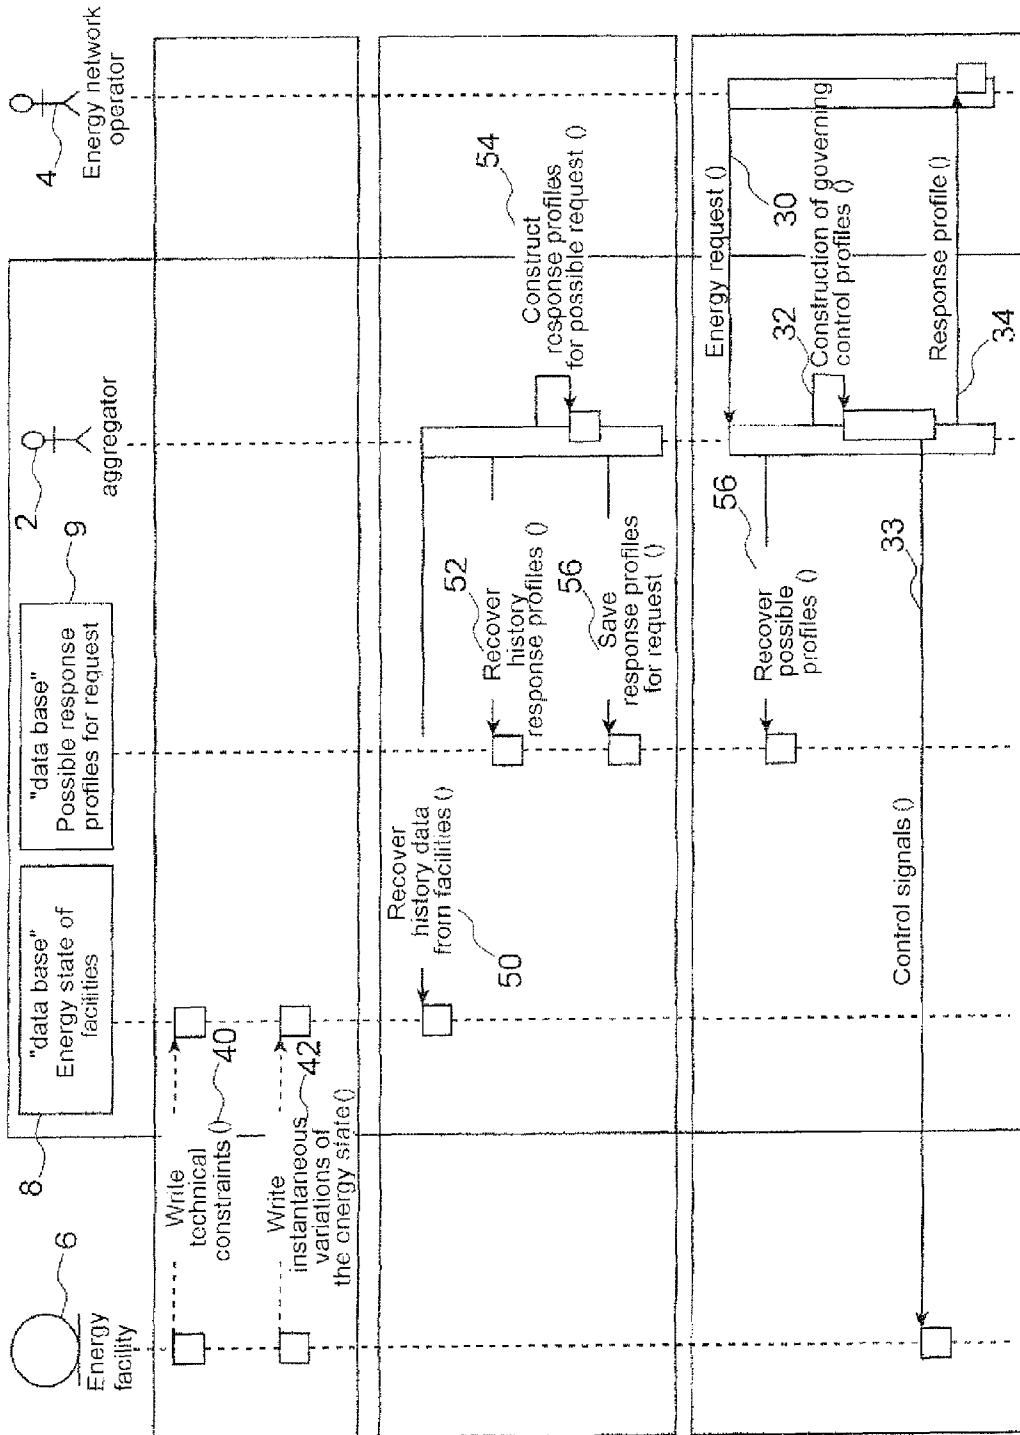 6
Energy
facility
8
"data base"
Energy state of
facilities
"data base"
Possible response
profiles for request
9
2
aggregator
4
Energy network
operator
Write
technical
constraints ()
40
Write
instantaneous
variations of
the energy state ()
42
Recover
history data
from facilities ()
50
52
Recover
history
response profiles ()
54
Construct
response profiles
for possible request ()
56
Save
response profiles
for request ()
Energy request ()
30
56
Recover
possible
profiles ()
32
Construction of governing
control profiles ()
Control signals ()
33
Response profile ()
34